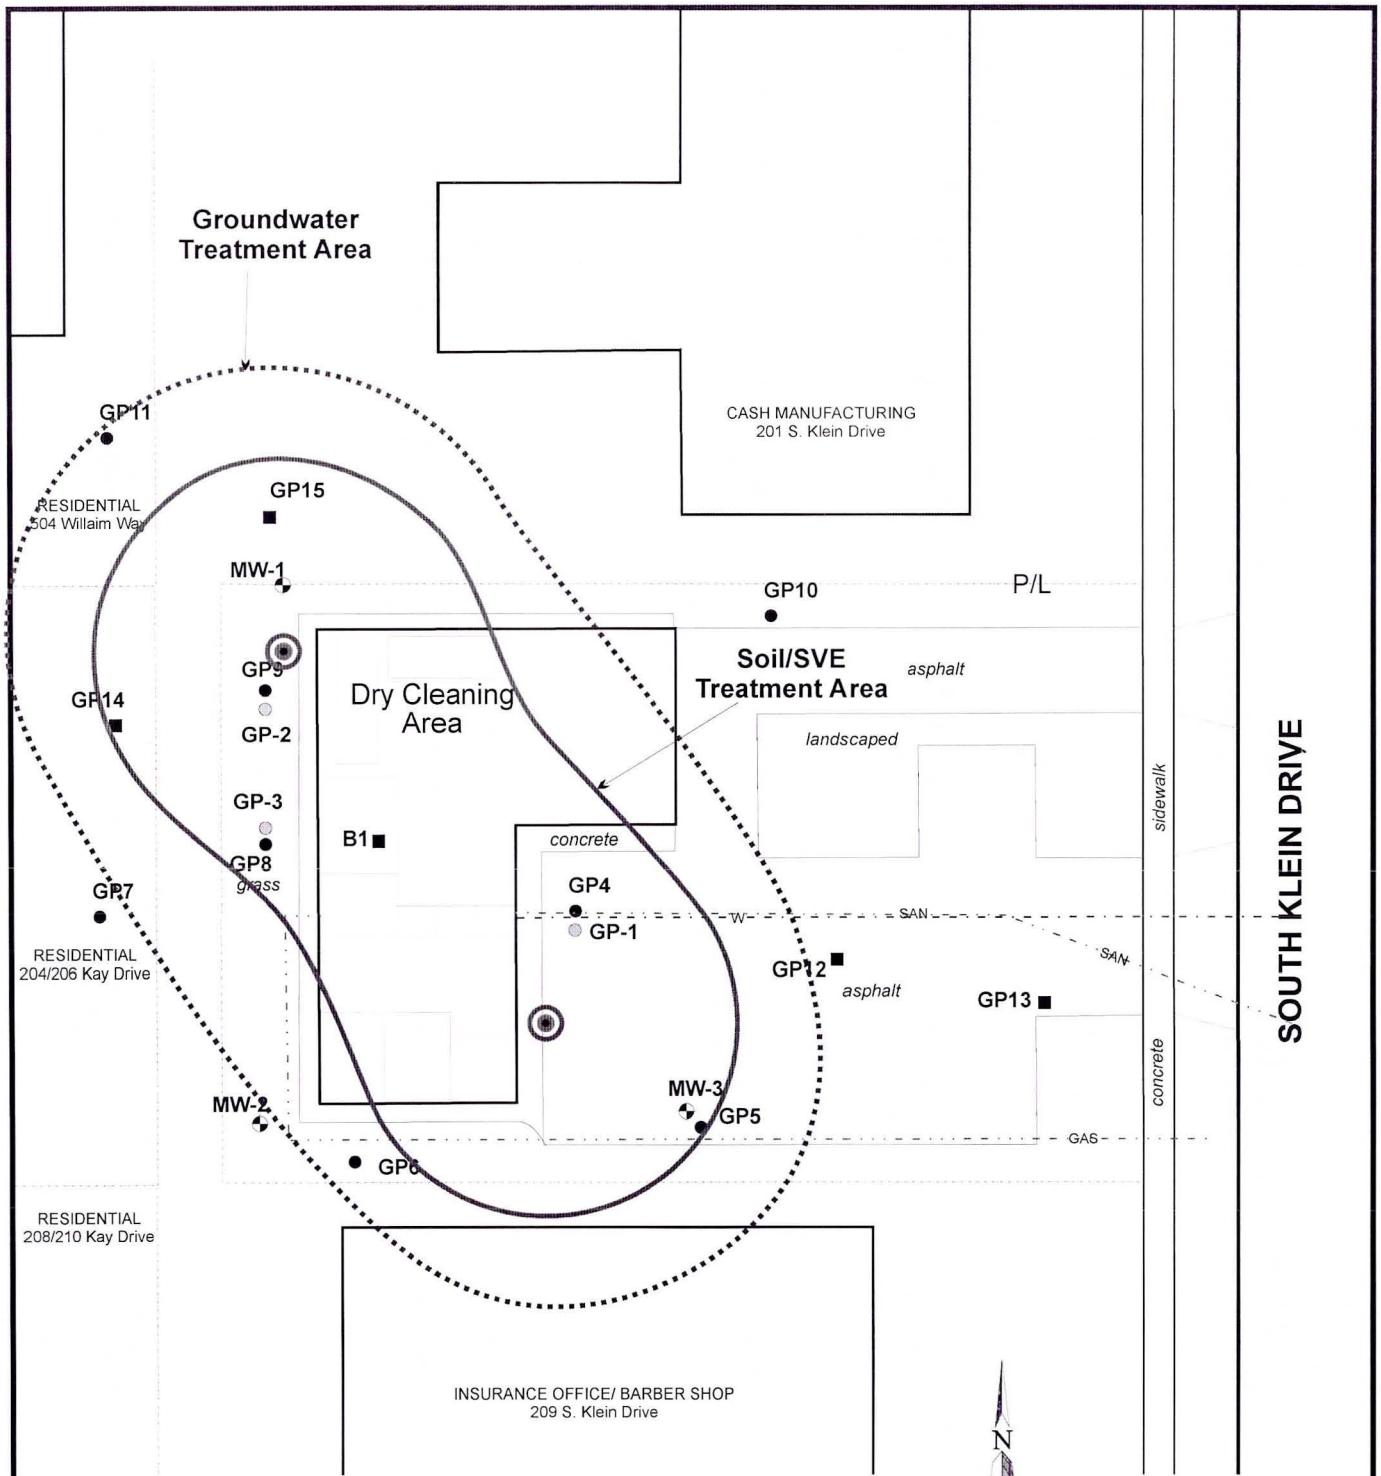 Groundwater
Treatment Area
GP11
CASH MANUFACTURING
201 S. Klein Drive
RESIDENTIAL
504 Willaim Way
GP15
MW-1
GP10
P/L
Soil/SVE
Treatment Area
asphalt
GP9
GP14
Dry Cleaning
Area
GP-2
landscaped
SOUTH KLEIN DRIVE
sidewalk
GP-3
B1
concrete
GP8
grass
GP7
GP4
W
SAN
GP-1
RESIDENTIAL
204/206 Kay Drive
GP12
SAN
asphalt
GP13
concrete
MW-2
MW-3
GP5
GAS
GP6
RESIDENTIAL
208/210 Kay Drive
INSURANCE OFFICE/ BARBER SHOP
209 S. Klein Drive
N